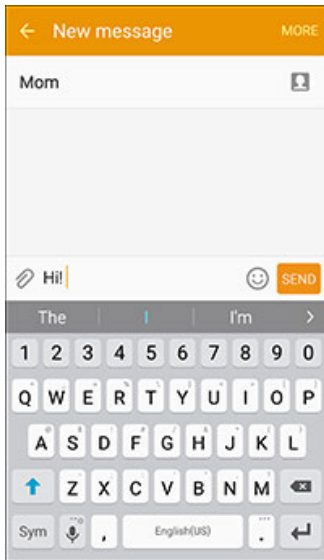 New message MORE
Mom
Hi! SEND
The I I'm
1 2 3 4 5 6 7 8 9 0
Q W E R T Y U I O P
A S D F G H J K L
Z X C V B N M
Sym , English(US) .